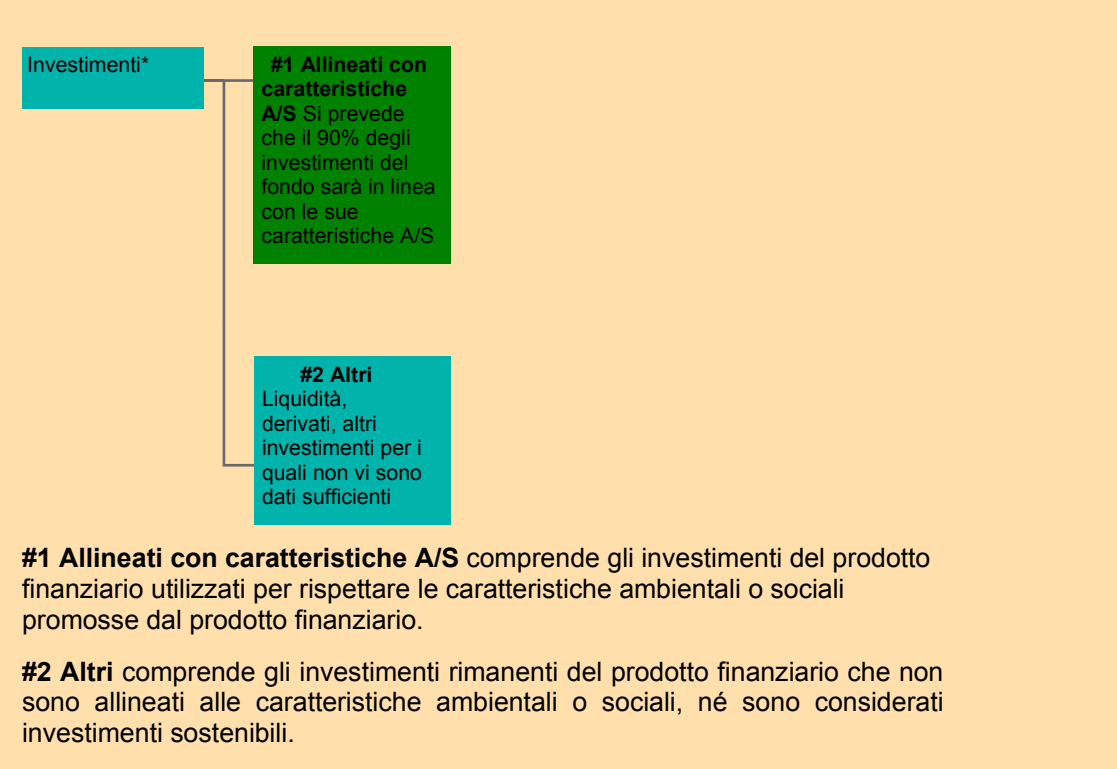 Investimenti*
#1 Allineati con
caratteristiche
A/S Si prevede
che il 90% degli
investimenti del
fondo sarà in linea
con le sue
caratteristiche A/S
#2 Altri
Liquidità,
derivati, altri
investimenti per i
quali non vi sono
dati sufficienti
#1 Allineati con caratteristiche A/S comprende gli investimenti del prodotto
finanziario utilizzati per rispettare le caratteristiche ambientali o sociali
promosse dal prodotto finanziario.
#2 Altri comprende gli investimenti rimanenti del prodotto finanziario che non
sono allineati alle caratteristiche ambientali o sociali, né sono considerati
investimenti sostenibili.